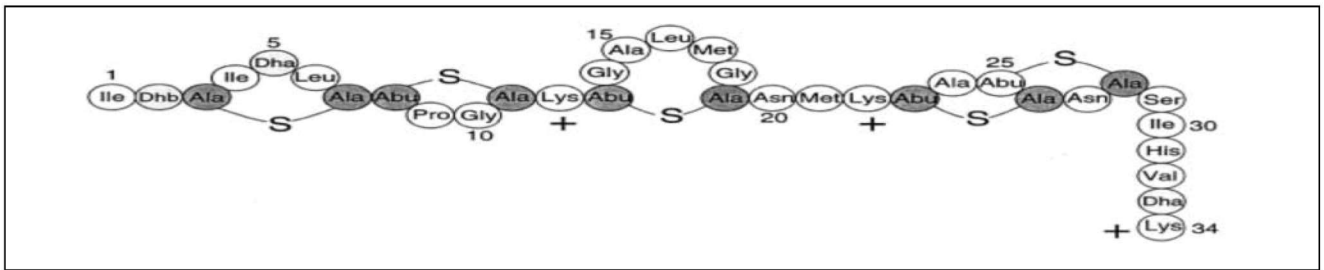 15 Ala Leu Met
5
Ile Dha Leu S Gly Gly 25 S
1
Ala Abu Ala
Ile Dhb Ala Ala Abu Ala Lys Abu Ala Asn Met Lys Abu Ala Asn Ser
S Pro Gly + S 20 + S
10
Ile 30
His
Val
Dha
+ Lys 34